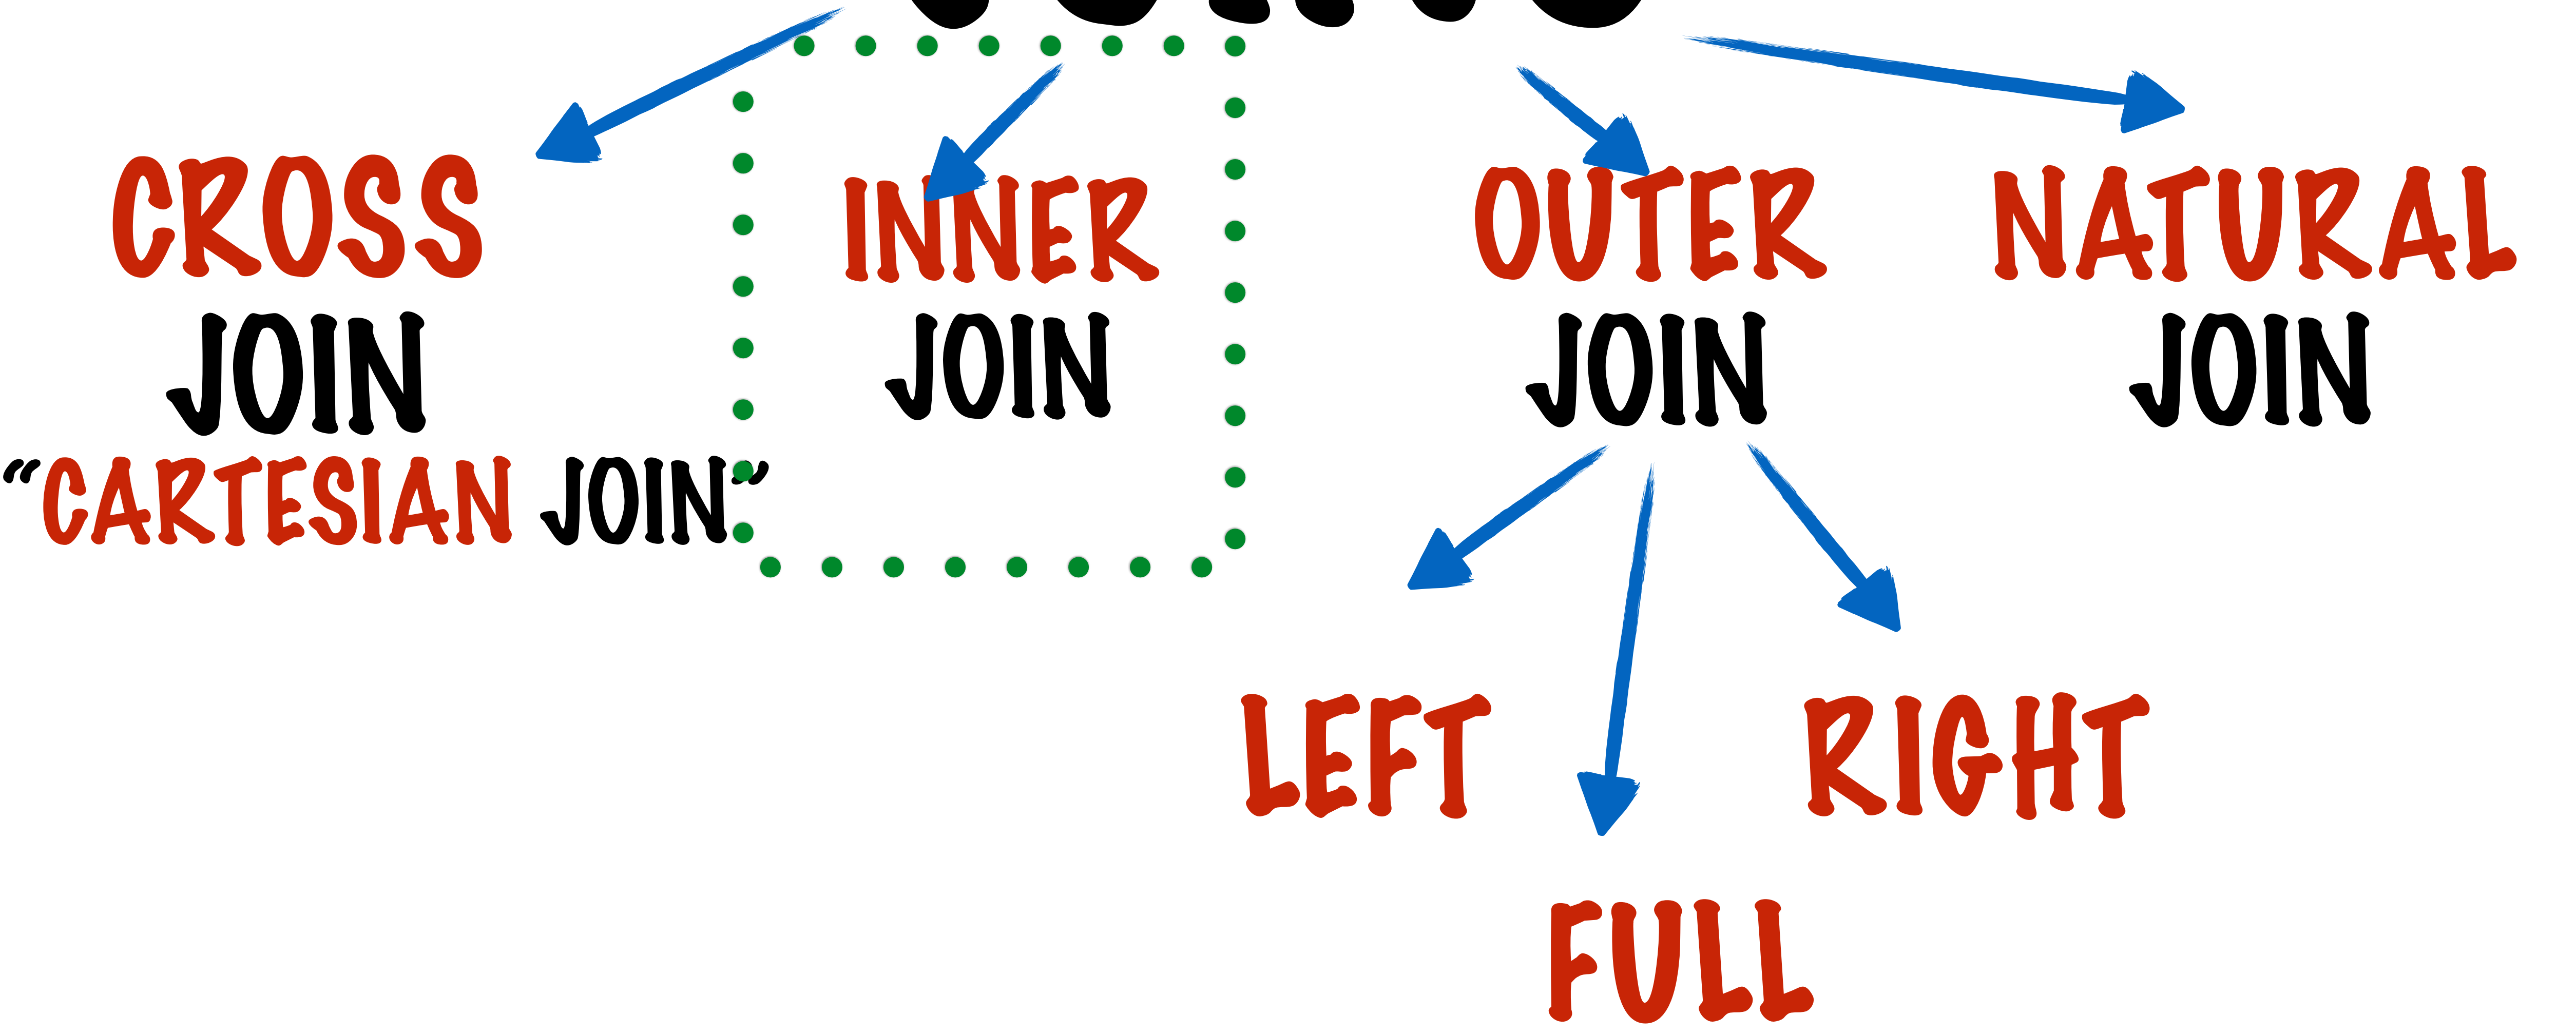 CROSS
JOIN
"CARTESIAN JOIN"
INNER
JOIN
OUTER
JOIN
NATURAL
JOIN
LEFT
RIGHT
FULL